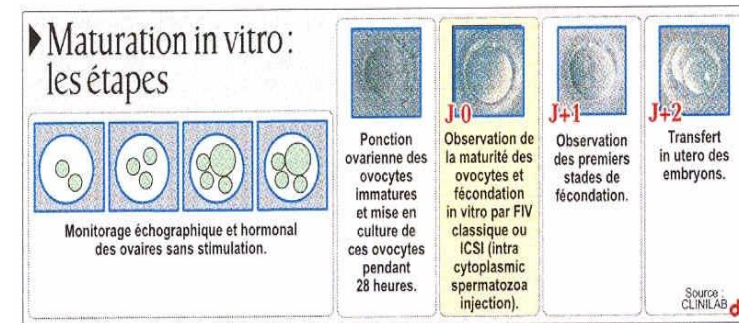 Maturation in vitro :
les étapes
Monitorage échographique et hormonal
des ovaires sans stimulation.
Ponction
ovarienne des
ovocytes
immatures
et mise en
culture de
ces ovocytes
pendant
28 heures.
J 0
Observation de
la maturité des
ovocytes et
fécondation
in vitro par FIV
classique ou
ICSI (intra
cytoplasmic
spermatozoa
injection).
J+1
Observation
des premiers
stades de
fécondation.
J+2
Transfert
in utero des
embryons.
Source :
CLINILAB
d